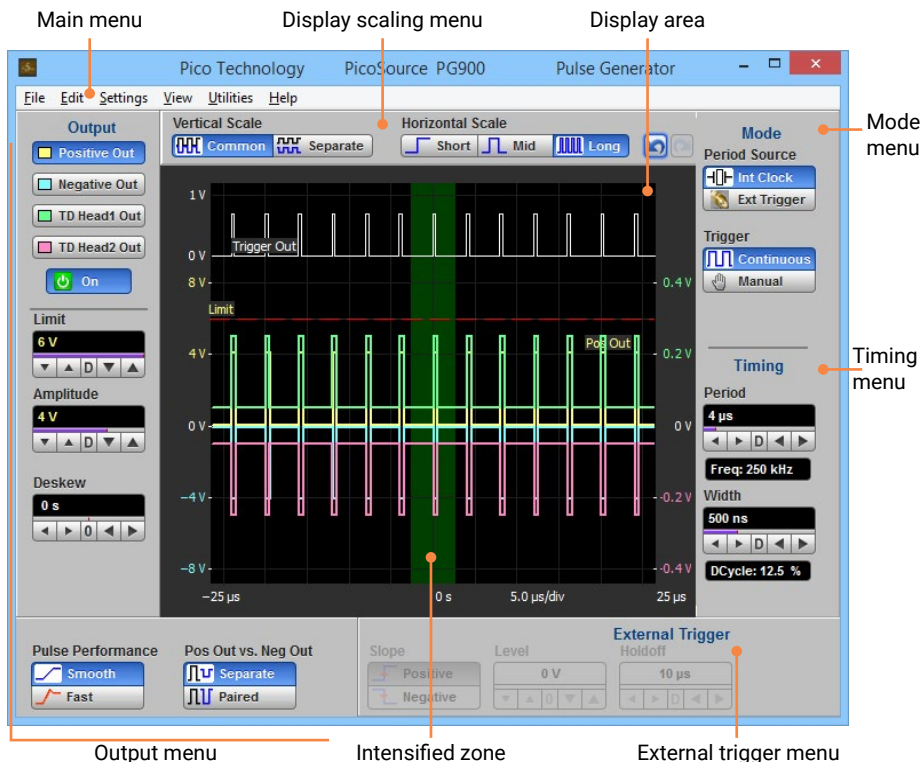 Main menu
Display scaling menu
Display area
Pico Technology PicoSource PG900 Pulse Generator
File Edit Settings View Utilities Help
Output
Positive Out
Negative Out
TD Head1 Out
TD Head2 Out
On
Limit
6 V
D
Amplitude
4 V
D
Deskew
0 s
0
Vertical Scale
Common Separate
Horizontal Scale
Short Mid Long
1 V
Trigger Out
0 V
8 V
0.4 V
Limit
Pos Out
4 V
0.2 V
0 V
0 V
−4 V
-0.2 V
−8 V
-0.4 V
−25 µs
0 s
5.0 µs/div
25 µs
Mode
Period Source
Int Clock
Ext Trigger
Trigger
Continuous
Manual
Timing
Period
4 µs
D
Freq: 250 kHz
Width
500 ns
D
DCycle: 12.5 %
Mode
menu
Timing
menu
Pulse Performance
Smooth
Fast
Pos Out vs. Neg Out
Separate
Paired
External Trigger
Slope
Positive
Negative
Level
0 V
0
Holdoff
10 µs
D
Output menu
Intensified zone
External trigger menu